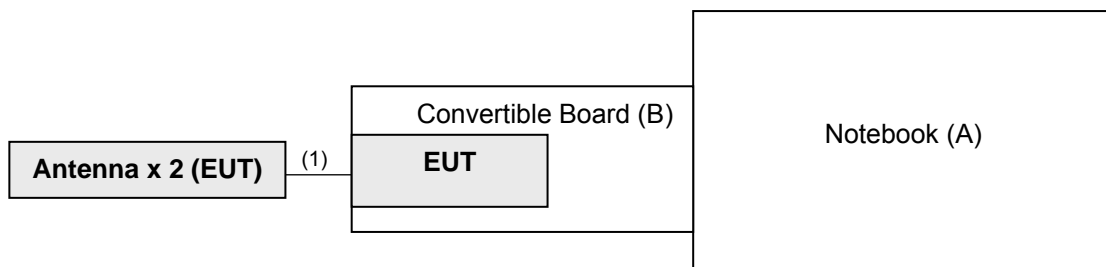 Convertible Board (B)
Notebook (A)
Antenna x 2 (EUT)
(1)
EUT